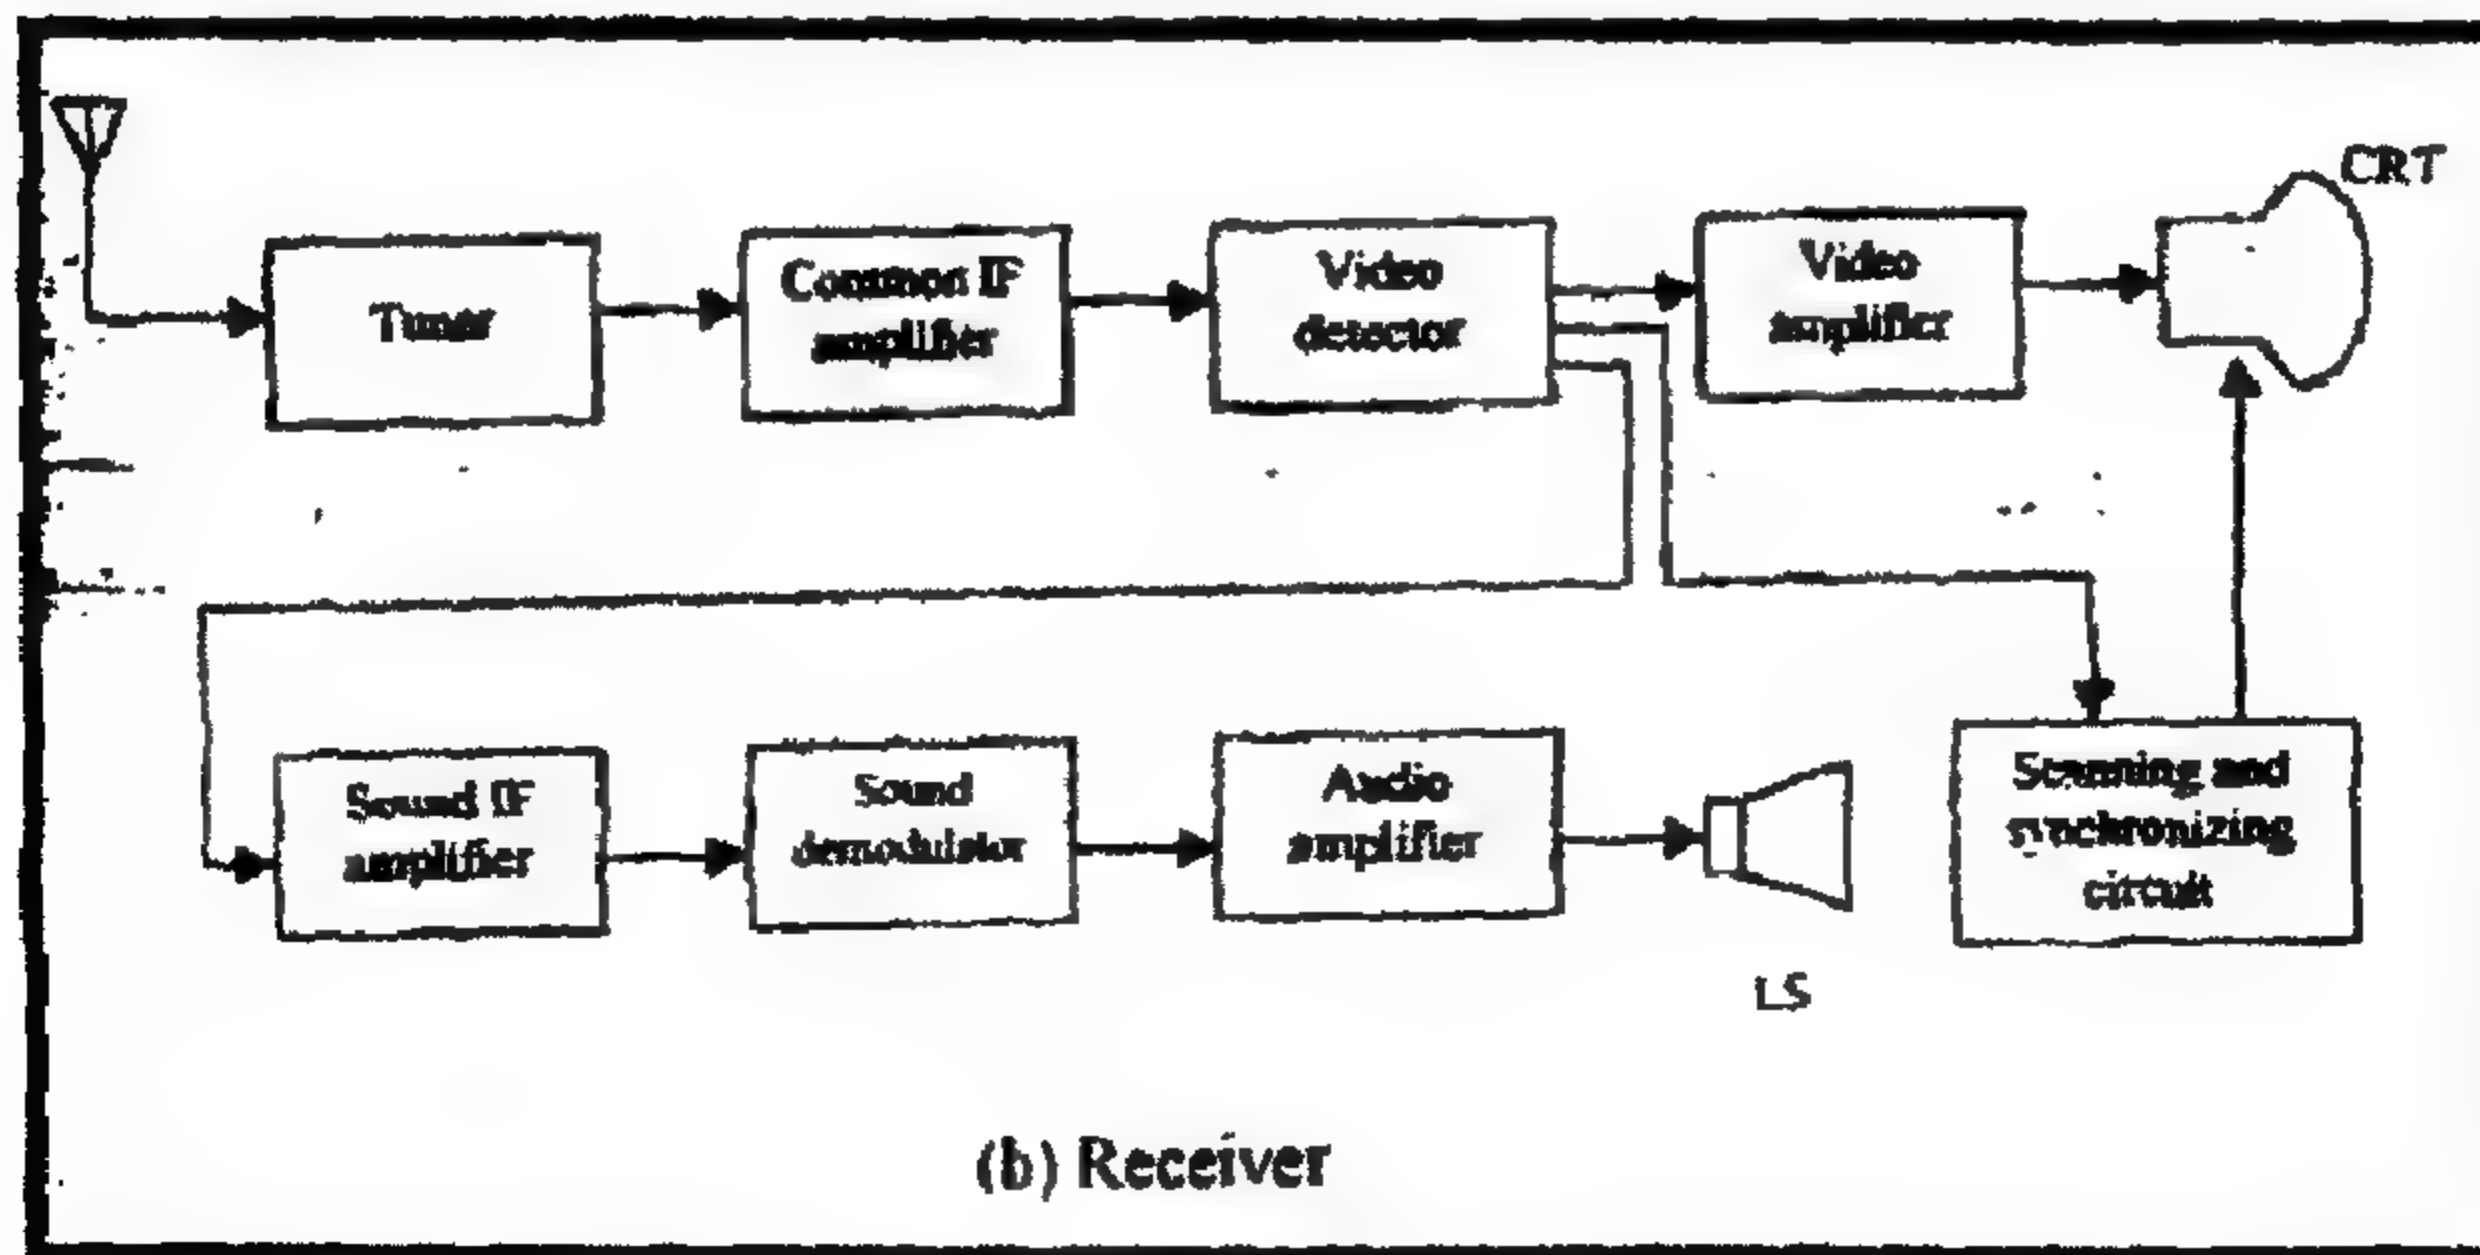 CRT
Tuner
Common IF
amplifier
Video
detector
Video
amplifier
Sound IF
amplifier
Sound
demodulator
Audio
amplifier
LS
Scanning and
synchronizing
circuit
(b) Receiver